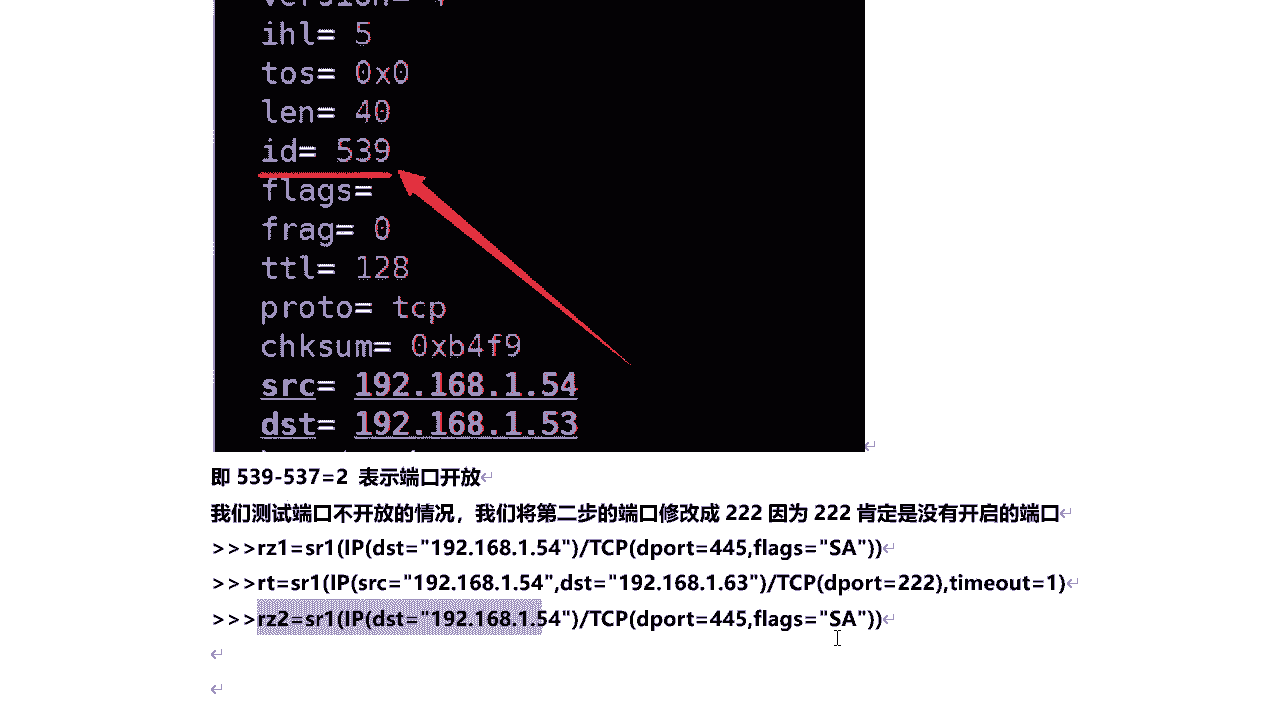 version= 4
ihl= 5
tos= 0x0
len= 40
id= 539
flags=
frag= 0
ttl= 128
proto= tcp
chksum= 0xb4f9
src= 192.168.1.54
dst= 192.168.1.53
即 539-537=2 表示端口开放
我们测试端口不开放的情况，我们将第二步的端口修改成 222 因为 222 肯定是没有开启的端口
>>>rz1=sr1(IP(dst="192.168.1.54")/TCP(dport=445,flags="SA"))
>>>rt=sr1(IP(src="192.168.1.54",dst="192.168.1.63")/TCP(dport=222),timeout=1)
>>>rz2=sr1(IP(dst="192.168.1.54")/TCP(dport=445,flags="SA"))